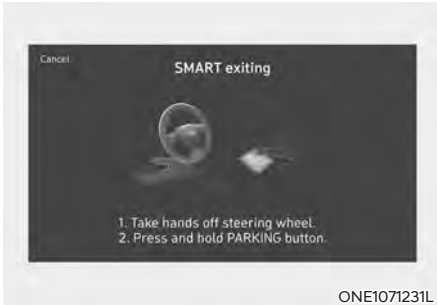 Cancel
SMART exiting
1. Take hands off steering wheel.
2. Press and hold PARKING button.
ONE1071231L